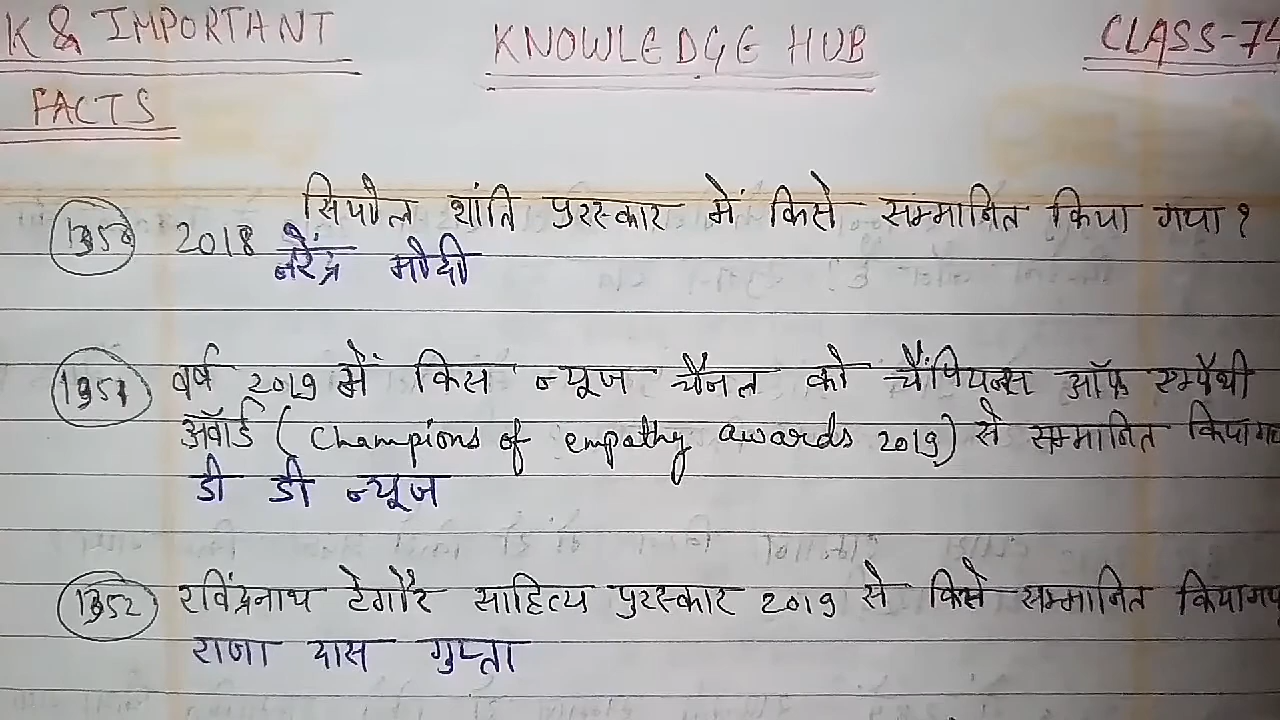 K & IMPORTANT KNOWLEDGE HUB CLASS-74
FACTS
1350 2018 में सिपौल शांति पुरस्कार में किसे सम्मानित किया गया?
नरेंद्र मोदी
1351 वर्ष 2019 में किस न्यूज चैनल को चैंपियन्स ऑफ एम्पैथी
अवॉर्ड (Champions of empathy awards 2019) से सम्मानित कियागय
डी डी न्यूज
1352 रविंद्रनाथ टेगौर साहित्य पुरस्कार 2019 से किसे सम्मानित कियागय
राजा दास गुप्ता